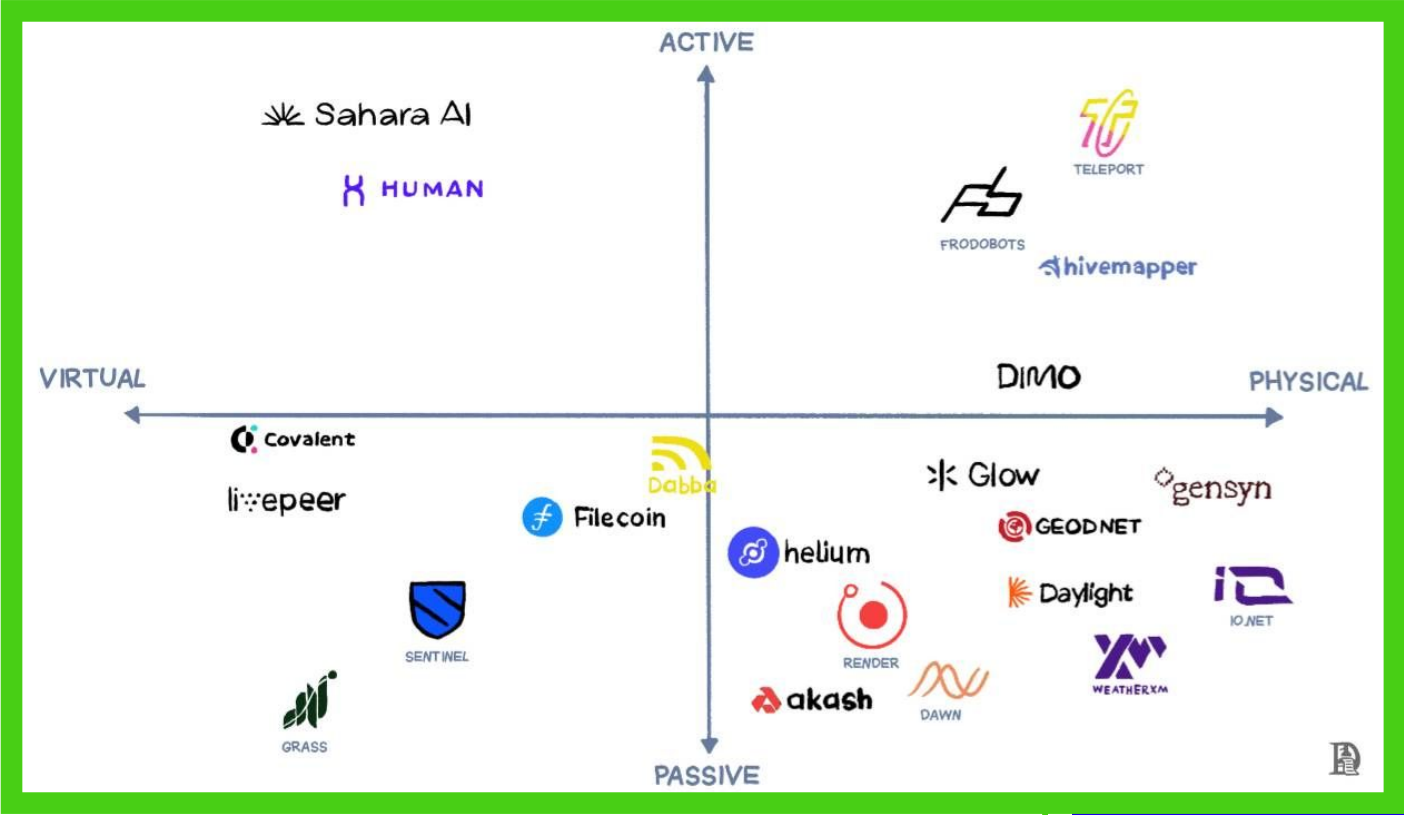 ACTIVE
Sahara AI
TELEPORT
HUMAN
FRODOBOTS
hivemapper
VIRTUAL
DIMO
PHYSICAL
Covalent
livepeer
Dabba
Filecoin
Glow
gensyn
GEODNET
helium
Daylight
IO.NET
SENTINEL
RENDER
WEATHERXM
akash
DAWN
GRASS
PASSIVE